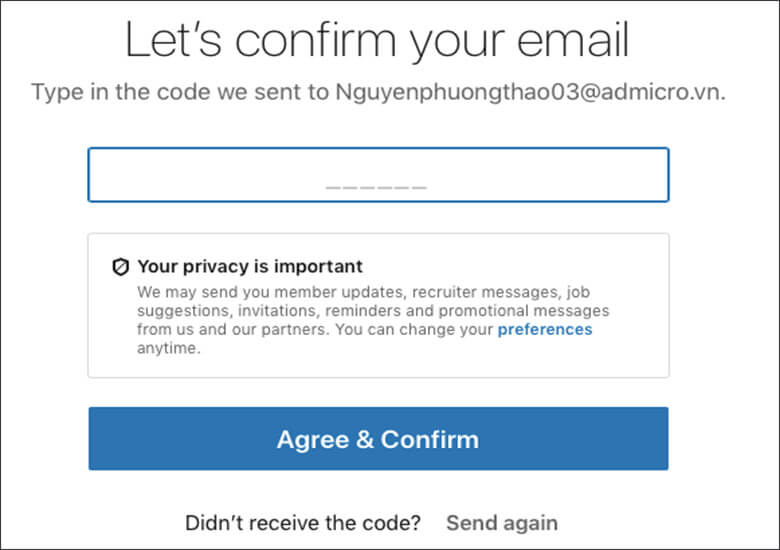 Let's confirm your email
Type in the code we sent to Nguyenphuongthao03@admicro.vn.
______
Your privacy is important
We may send you member updates, recruiter messages, job
suggestions, invitations, reminders and promotional messages
from us and our partners. You can change your preferences
anytime.
Agree & Confirm
Didn't receive the code? Send again